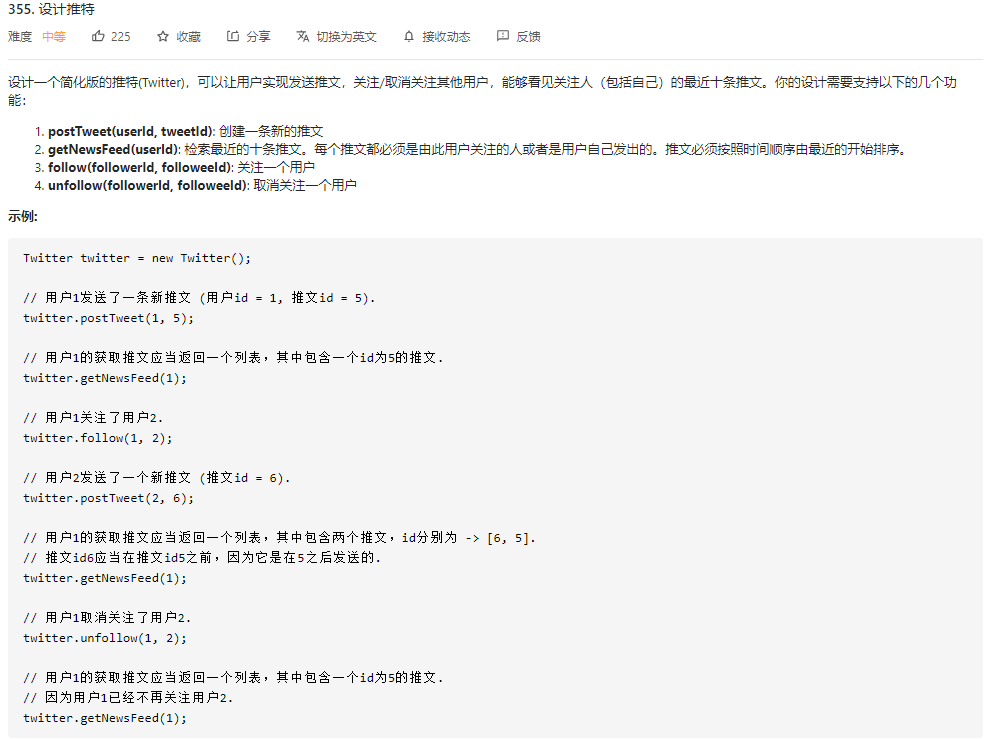 355. 设计推特
难度 中等 225 收藏 分享 切换为英文 接收动态 反馈
设计一个简化版的推特(Twitter)，可以让用户实现发送推文，关注/取消关注其他用户，能够看见关注人（包括自己）的最近十条推文。你的设计需要支持以下的几个功
能：
1. postTweet(userId, tweetId): 创建一条新的推文
2. getNewsFeed(userId): 检索最近的十条推文。每个推文都必须是由此用户关注的人或者是用户自己发出的。推文必须按照时间顺序由最近的开始排序。
3. follow(followerId, followeeId): 关注一个用户
4. unfollow(followerId, followeeId): 取消关注一个用户
示例:
Twitter twitter = new Twitter();
// 用户1发送了一条新推文 (用户id = 1, 推文id = 5).
twitter.postTweet(1, 5);
// 用户1的获取推文应当返回一个列表，其中包含一个id为5的推文.
twitter.getNewsFeed(1);
// 用户1关注了用户2.
twitter.follow(1, 2);
// 用户2发送了一个新推文 (推文id = 6).
twitter.postTweet(2, 6);
// 用户1的获取推文应当返回一个列表，其中包含两个推文，id分别为 -> [6, 5].
// 推文id6应当在推文id5之前，因为它是在5之后发送的.
twitter.getNewsFeed(1);
// 用户1取消关注了用户2.
twitter.unfollow(1, 2);
// 用户1的获取推文应当返回一个列表，其中包含一个id为5的推文.
// 因为用户1已经不再关注用户2.
twitter.getNewsFeed(1);